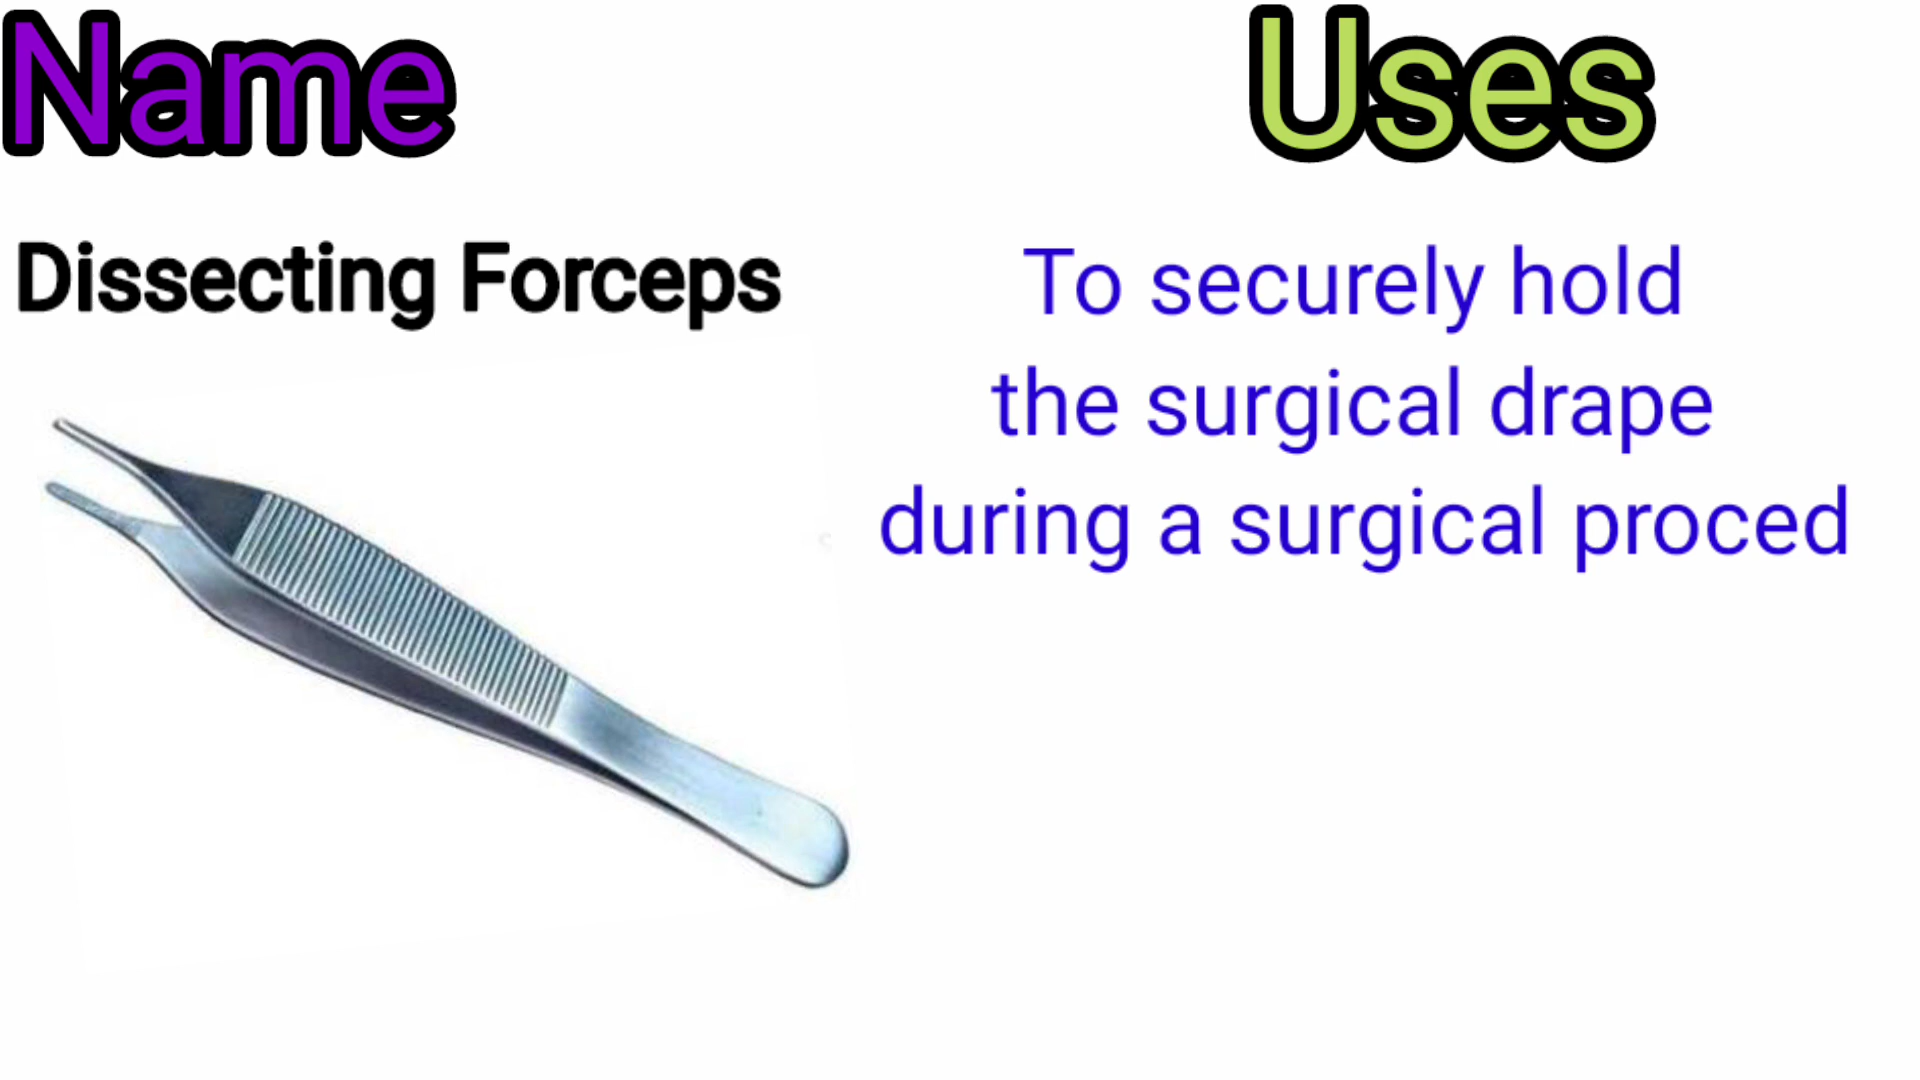 Name
Uses
Dissecting Forceps
To securely hold
the surgical drape
during a surgical proced